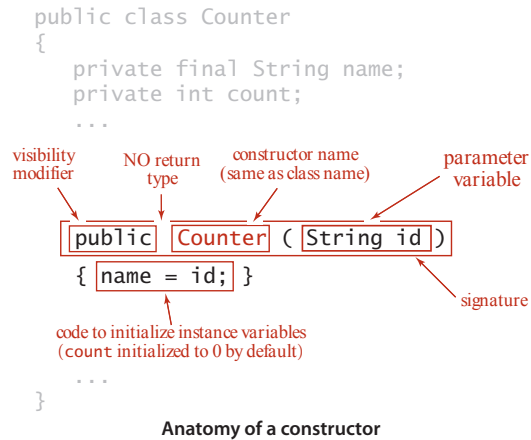 public class Counter
{
private final String name;
private int count;
...
visibility
modifier
NO return
type
constructor name
(same as class name)
parameter
variable
public Counter ( String id )
{ name = id; }
signature
code to initialize instance variables
(count initialized to 0 by default)
...
}
Anatomy of a constructor